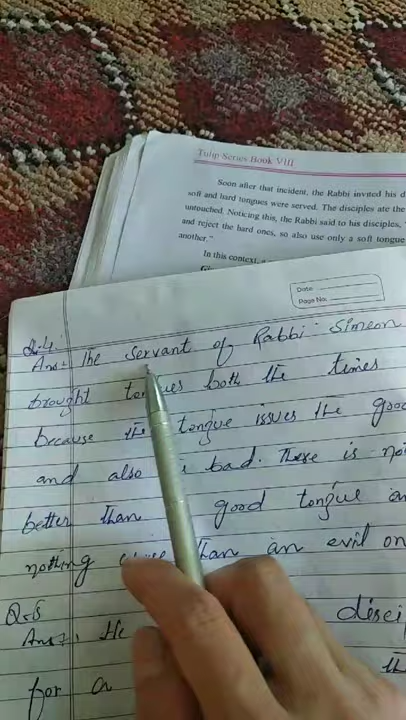 Tulip Series Book VIII
Soon after that incident, the Rabbi invited his
soft and hard tongues were served. The disciples ate the
untouched. Noticing this, the Rabbi said to his disciples,
and reject the hard ones, so also use only a soft tongue
another."
In this context,
Date:
Page No.:
Q.4
Ans: The servant of Rabbi Simeon
brought tongues both the times
because the tongue issues the good
and also bad. There is
better than good tongue
nothing than an evil
Q.5
Ans: He
for a